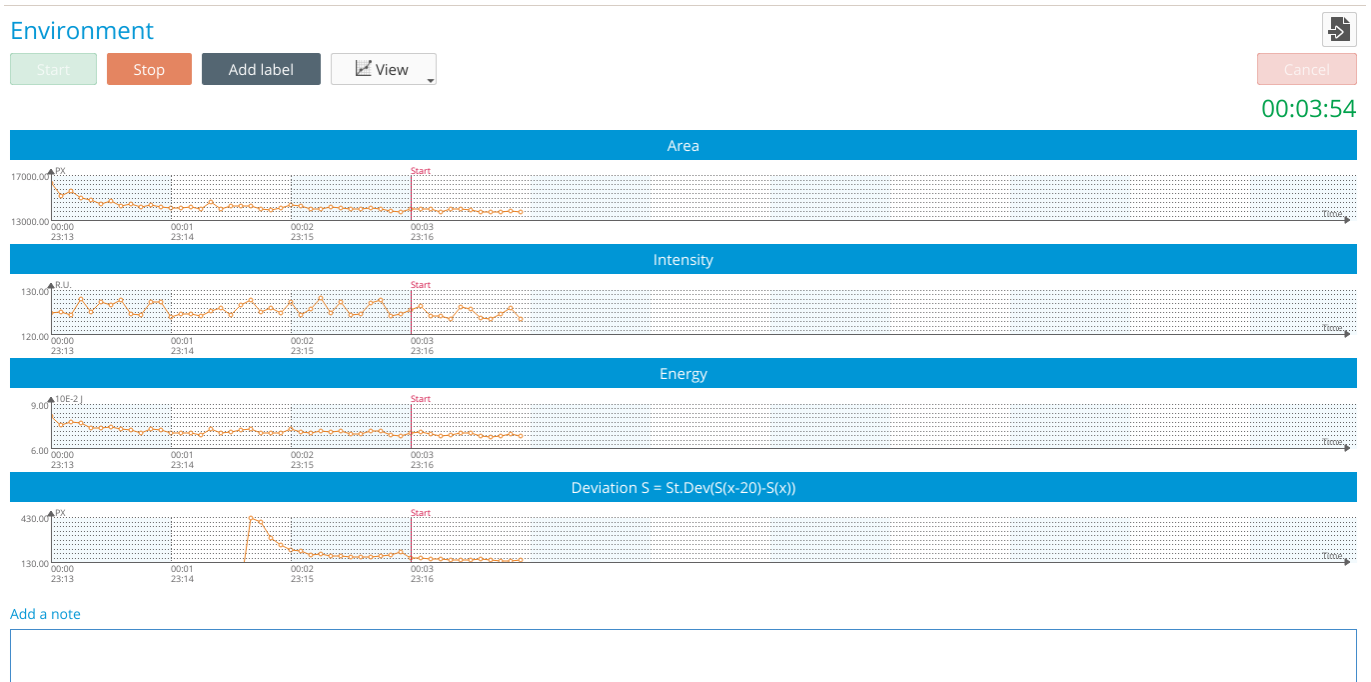 Environment
Start Stop Add label View Cancel
00:03:54
Area
PX Start
17000.00
13000.00 Time
00:00 00:01 00:02 00:03
23:13 23:14 23:15 23:16
Intensity
R.U. Start
130.00
120.00 Time
00:00 00:01 00:02 00:03
23:13 23:14 23:15 23:16
Energy
10E-2 J Start
9.00
6.00 Time
00:00 00:01 00:02 00:03
23:13 23:14 23:15 23:16
Deviation S = St.Dev(S(x-20)-S(x))
PX Start
430.00
130.00 Time
00:00 00:01 00:02 00:03
23:13 23:14 23:15 23:16
Add a note